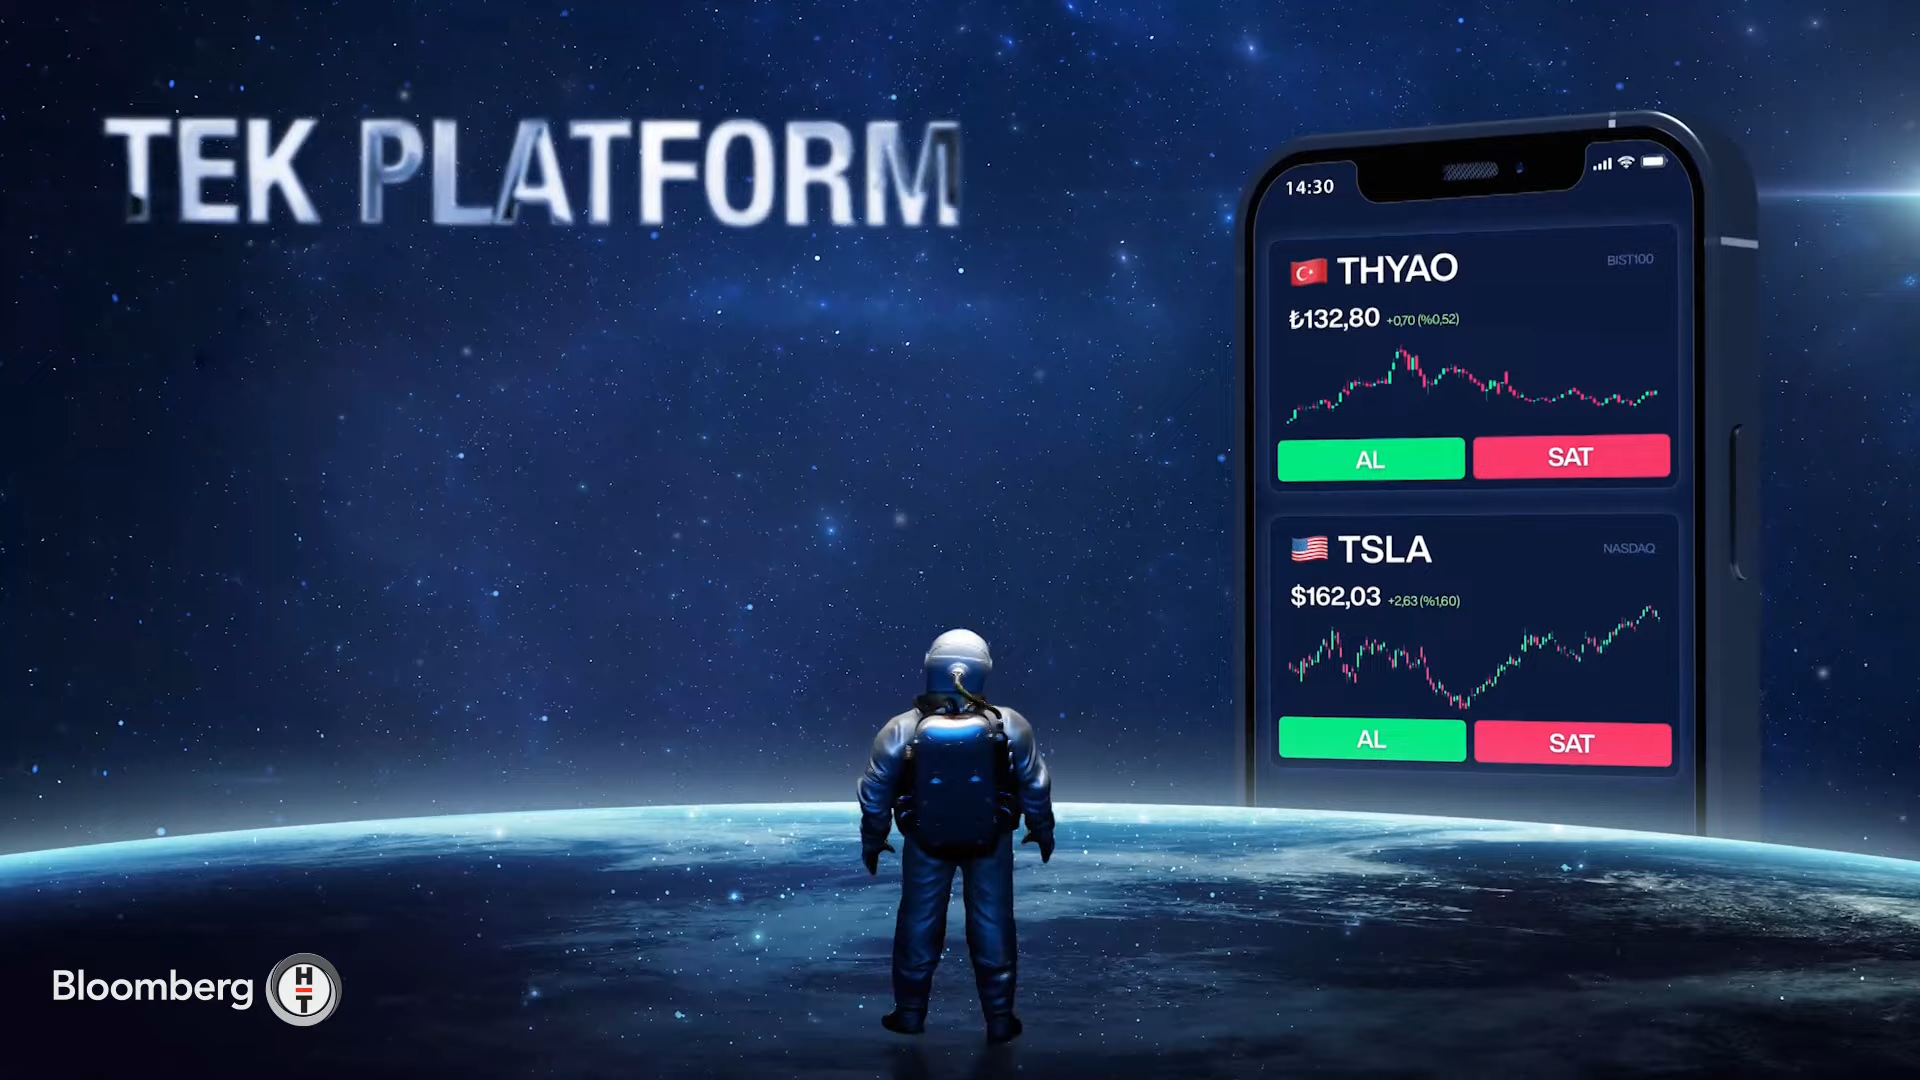 TEK PLATFORM
14:30
THYAO
BIST100
₺132,80 +0,70 (%0,52)
AL
SAT
TSLA
NASDAQ
$162,03 +2,63 (%1,60)
AL
SAT
Bloomberg HT